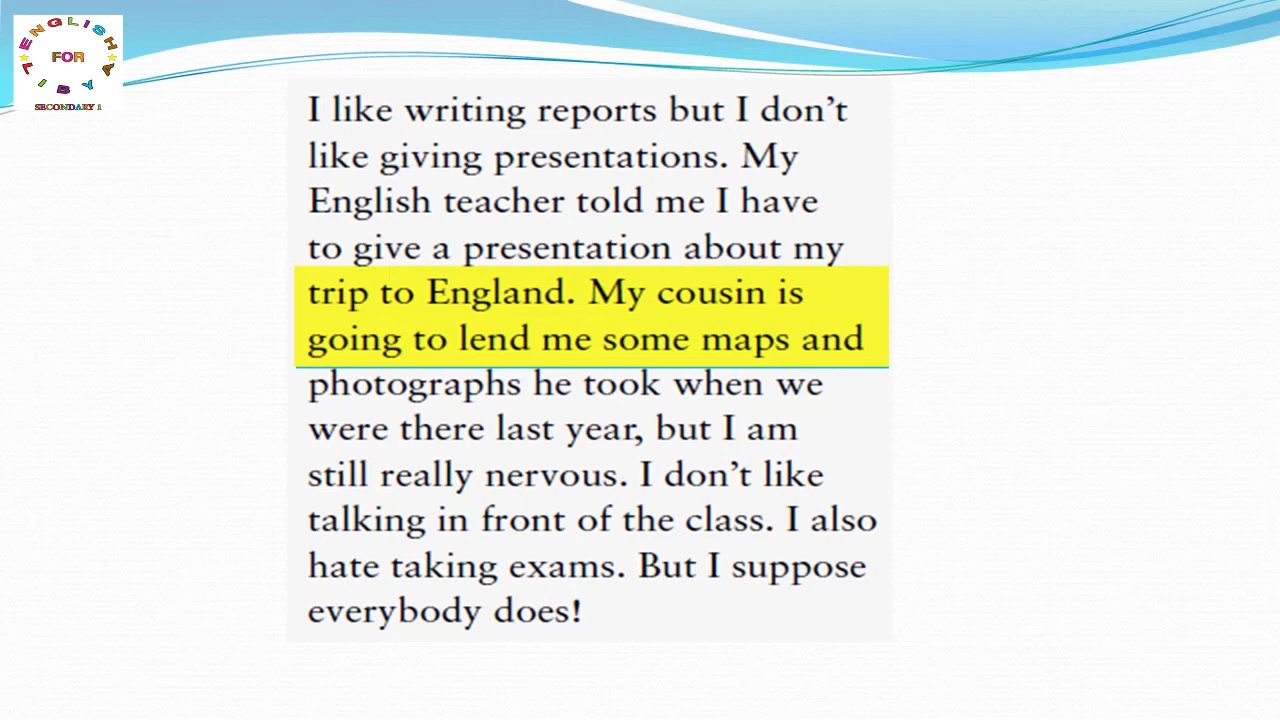 ENGLISH
FOR
LIBYA
SECONDARY 1
I like writing reports but I don't
like giving presentations. My
English teacher told me I have
to give a presentation about my
trip to England. My cousin is
going to lend me some maps and
photographs he took when we
were there last year, but I am
still really nervous. I don't like
talking in front of the class. I also
hate taking exams. But I suppose
everybody does!